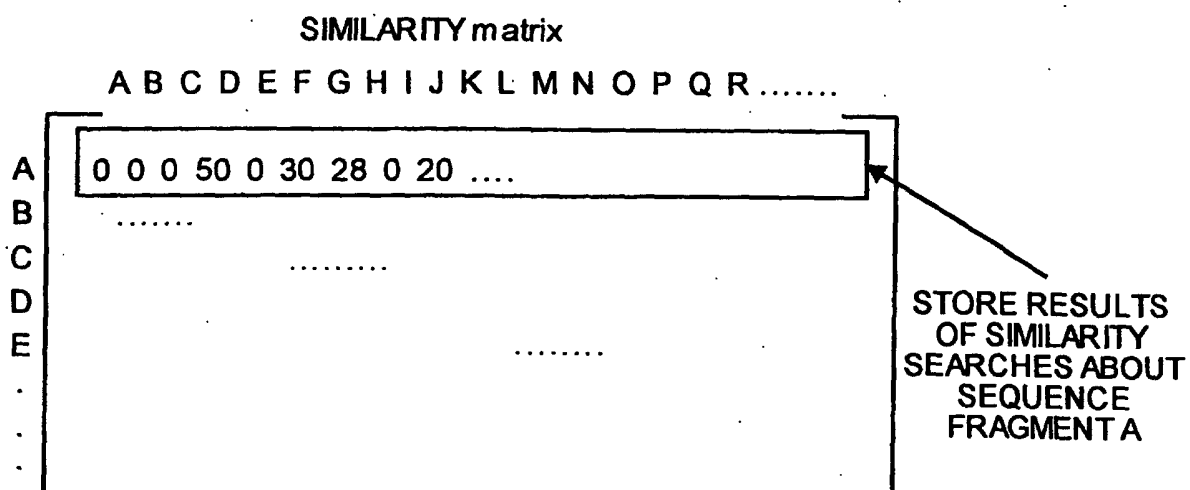 SIMILARITY matrix
A B C D E F G H I J K L M N O P Q R .......
A 0 0 0 50 0 30 28 0 20 ....
B .......
C .........
D
E ........
.
.
.
STORE RESULTS
OF SIMILARITY
SEARCHES ABOUT
SEQUENCE
FRAGMENT A